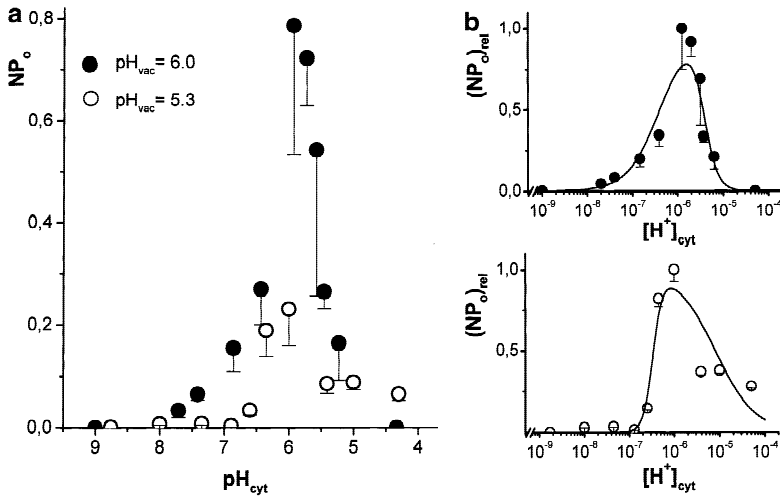 a
NPₒ
0,8
0,6
0,4
0,2
0,0
pHvac= 6.0
pHvac= 5.3
9 8 7 6 5 4
pHcyt
b
(NPₒ)rel
1,0
0,5
0,0
10⁻⁹ 10⁻⁸ 10⁻⁷ 10⁻⁶ 10⁻⁵ 10⁻⁴
[H⁺]cyt
(NPₒ)rel
1,0
0,5
10⁻⁹ 10⁻⁸ 10⁻⁷ 10⁻⁶ 10⁻⁵ 10⁻⁴
[H⁺]cyt